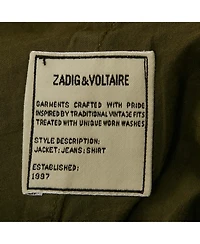 ZADIG&VOLTAIRE
GARMENTS CRAFTED WITH PRIDE
INSPIRED BY TRADITIONAL VINTAGE FITS
TREATED WITH UNIQUE WORN WASHES
STYLE DESCRIPTION:
JACKET; JEANS; SHIRT
ESTABLISHED:
1997